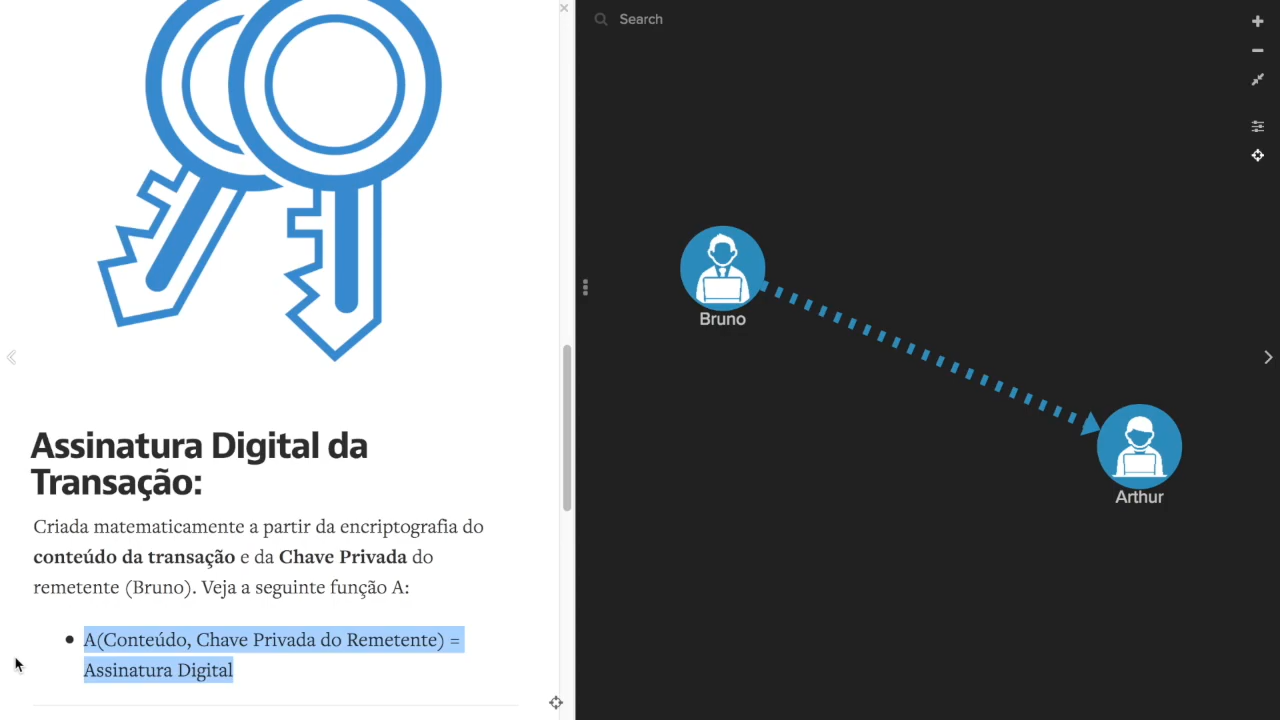 Assinatura Digital da
Transação:
Criada matematicamente a partir da encriptografia do
conteúdo da transação e da Chave Privada do
remetente (Bruno). Veja a seguinte função A:
A(Conteúdo, Chave Privada do Remetente) =
Assinatura Digital
Search
Bruno
Arthur